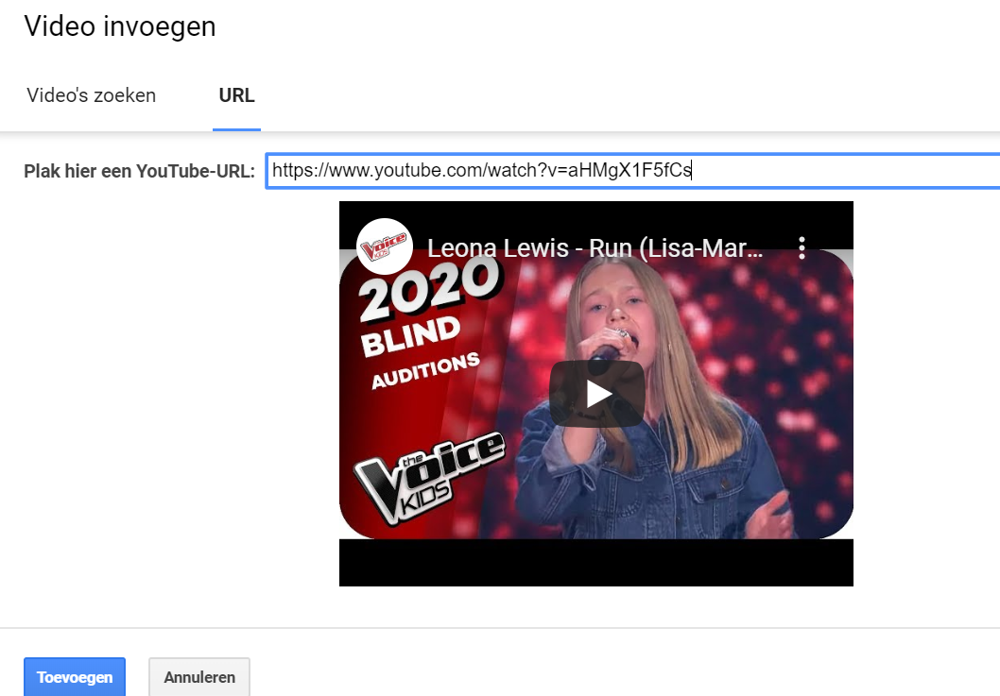 Video invoegen
Video's zoeken
URL
Plak hier een YouTube-URL:
https://www.youtube.com/watch?v=aHMgX1F5fCs
the Voice KIDS
Leona Lewis - Run (Lisa-Mar...
2020
BLIND
AUDITIONS
the
Voice
KIDS
Toevoegen
Annuleren